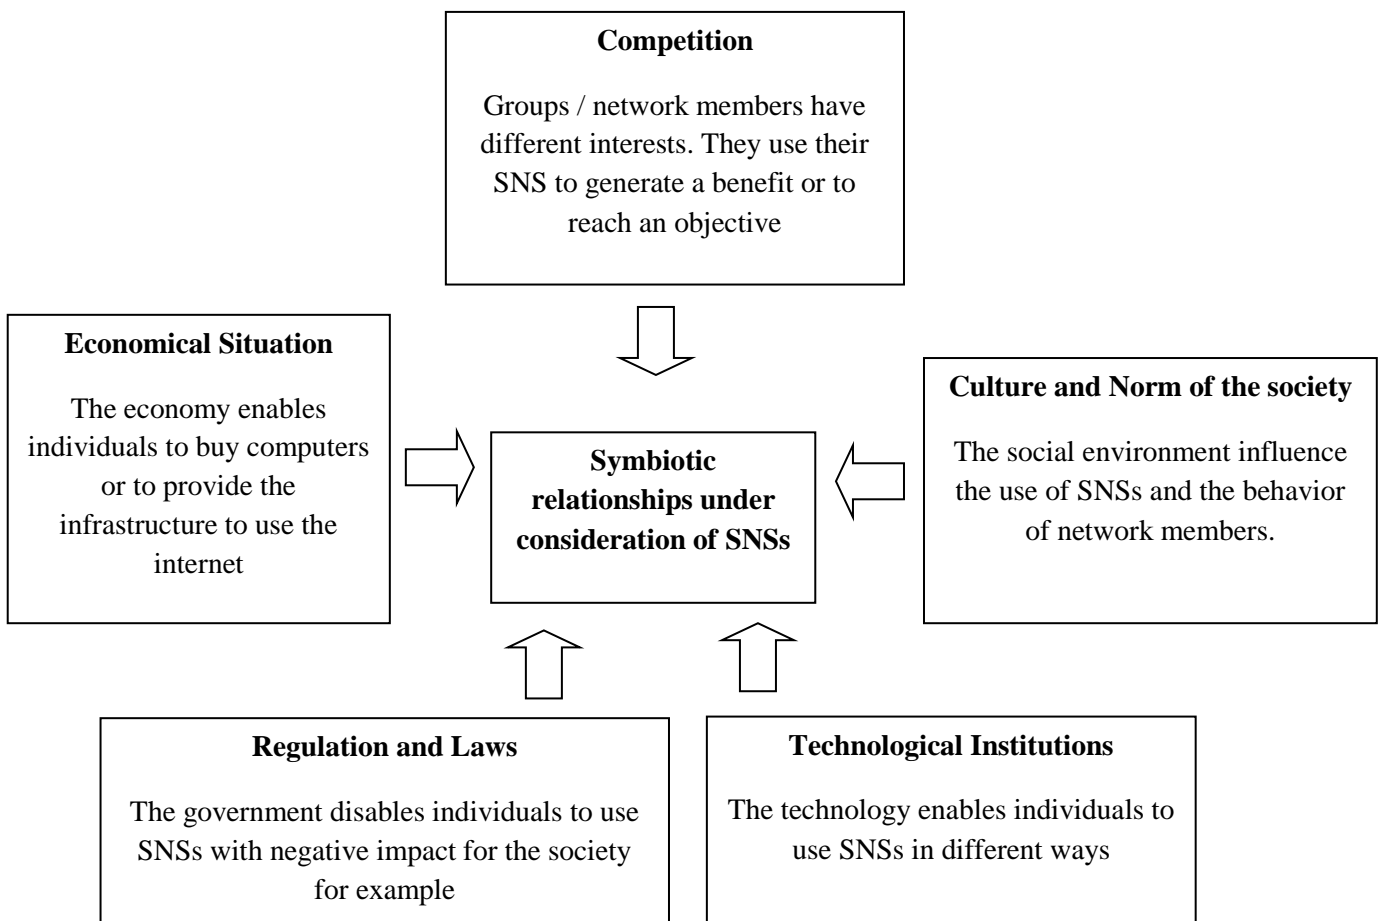 Competition
Groups / network members have
different interests. They use their
SNS to generate a benefit or to
reach an objective
Economical Situation
The economy enables
individuals to buy computers
or to provide the
infrastructure to use the
internet
Symbiotic
relationships under
consideration of SNSs
Culture and Norm of the society
The social environment influence
the use of SNSs and the behavior
of network members.
Regulation and Laws
The government disables individuals to use
SNSs with negative impact for the society
for example
Technological Institutions
The technology enables individuals to
use SNSs in different ways